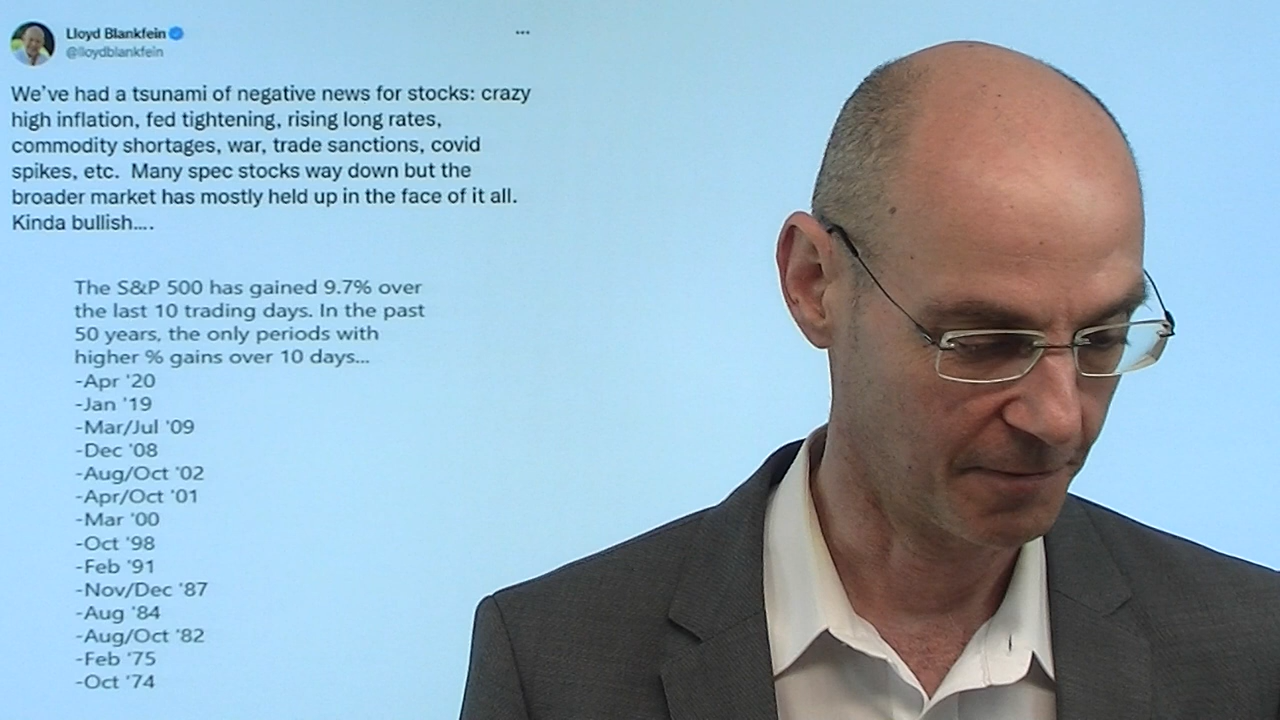 Lloyd Blankfein
@lloydblankfein
We've had a tsunami of negative news for stocks: crazy
high inflation, fed tightening, rising long rates,
commodity shortages, war, trade sanctions, covid
spikes, etc.  Many spec stocks way down but the
broader market has mostly held up in the face of it all.
Kinda bullish....
The S&P 500 has gained 9.7% over
the last 10 trading days. In the past
50 years, the only periods with
higher % gains over 10 days...
-Apr '20
-Jan '19
-Mar/Jul '09
-Dec '08
-Aug/Oct '02
-Apr/Oct '01
-Mar '00
-Oct '98
-Feb '91
-Nov/Dec '87
-Aug '84
-Aug/Oct '82
-Feb '75
-Oct '74